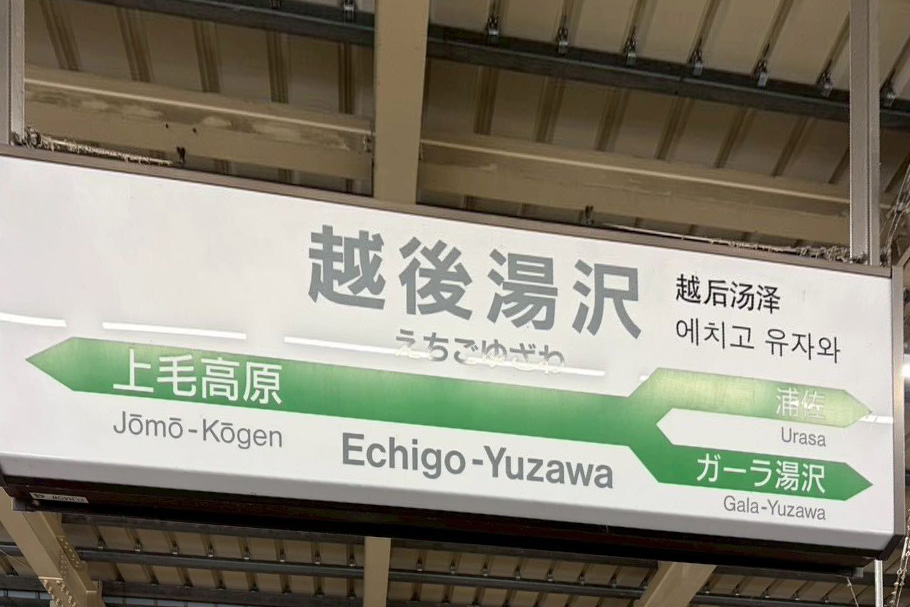 越後湯沢
えちごゆざわ
越后汤泽
에치고 유자와
上毛高原
Jōmō-Kōgen
Echigo-Yuzawa
浦佐
Urasa
ガーラ湯沢
Gala-Yuzawa